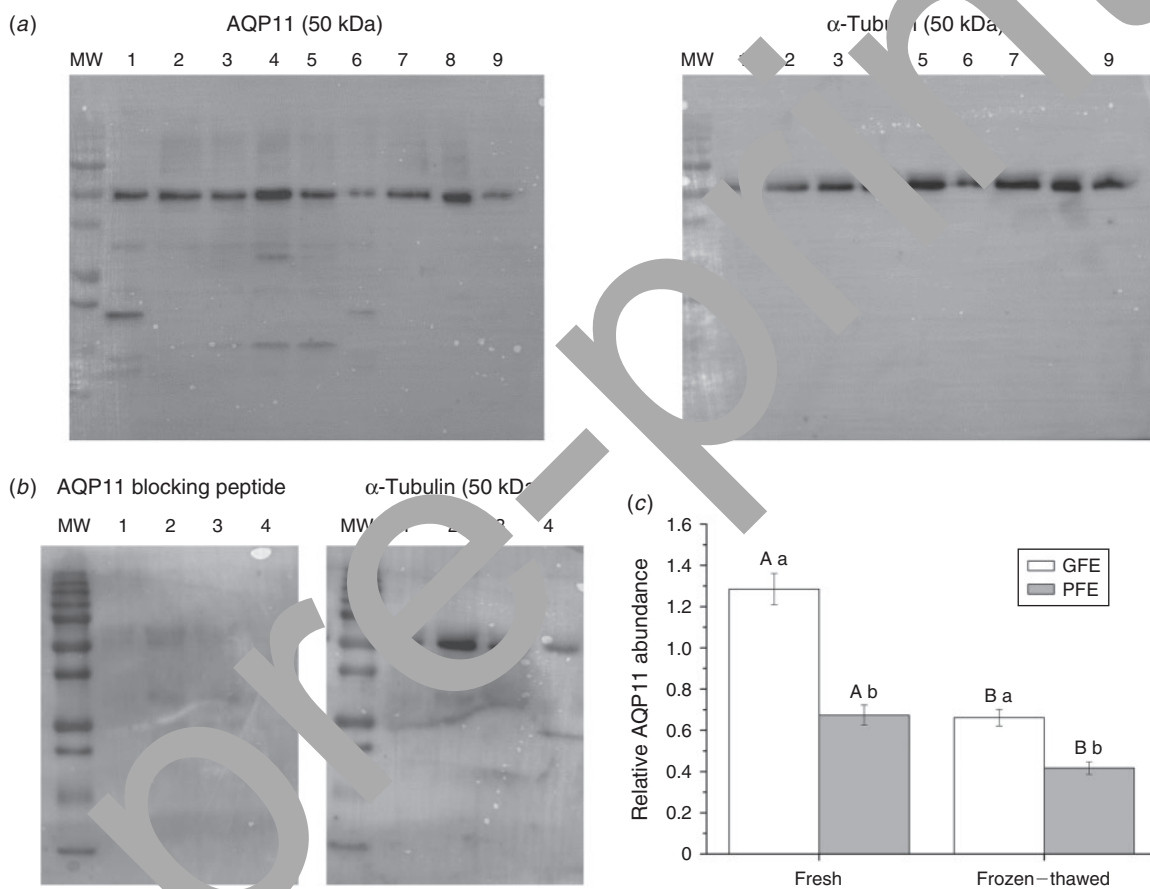 (a) AQP11 (50 kDa)
MW 1 2 3 4 5 6 7 8 9
α-Tubulin (50 kDa)
MW 2 3 5 6 7 9
(b) AQP11 blocking peptide
MW 1 2 3 4
α-Tubulin (50 kDa
MW 4
(c)
Relative AQP11 abundance
1.6
1.4
1.2
1.0
0.8
0.6
0.4
0.2
0
A a
A b
B a
B b
GFE
PFE
Fresh
Frozen–thawed
pre-print